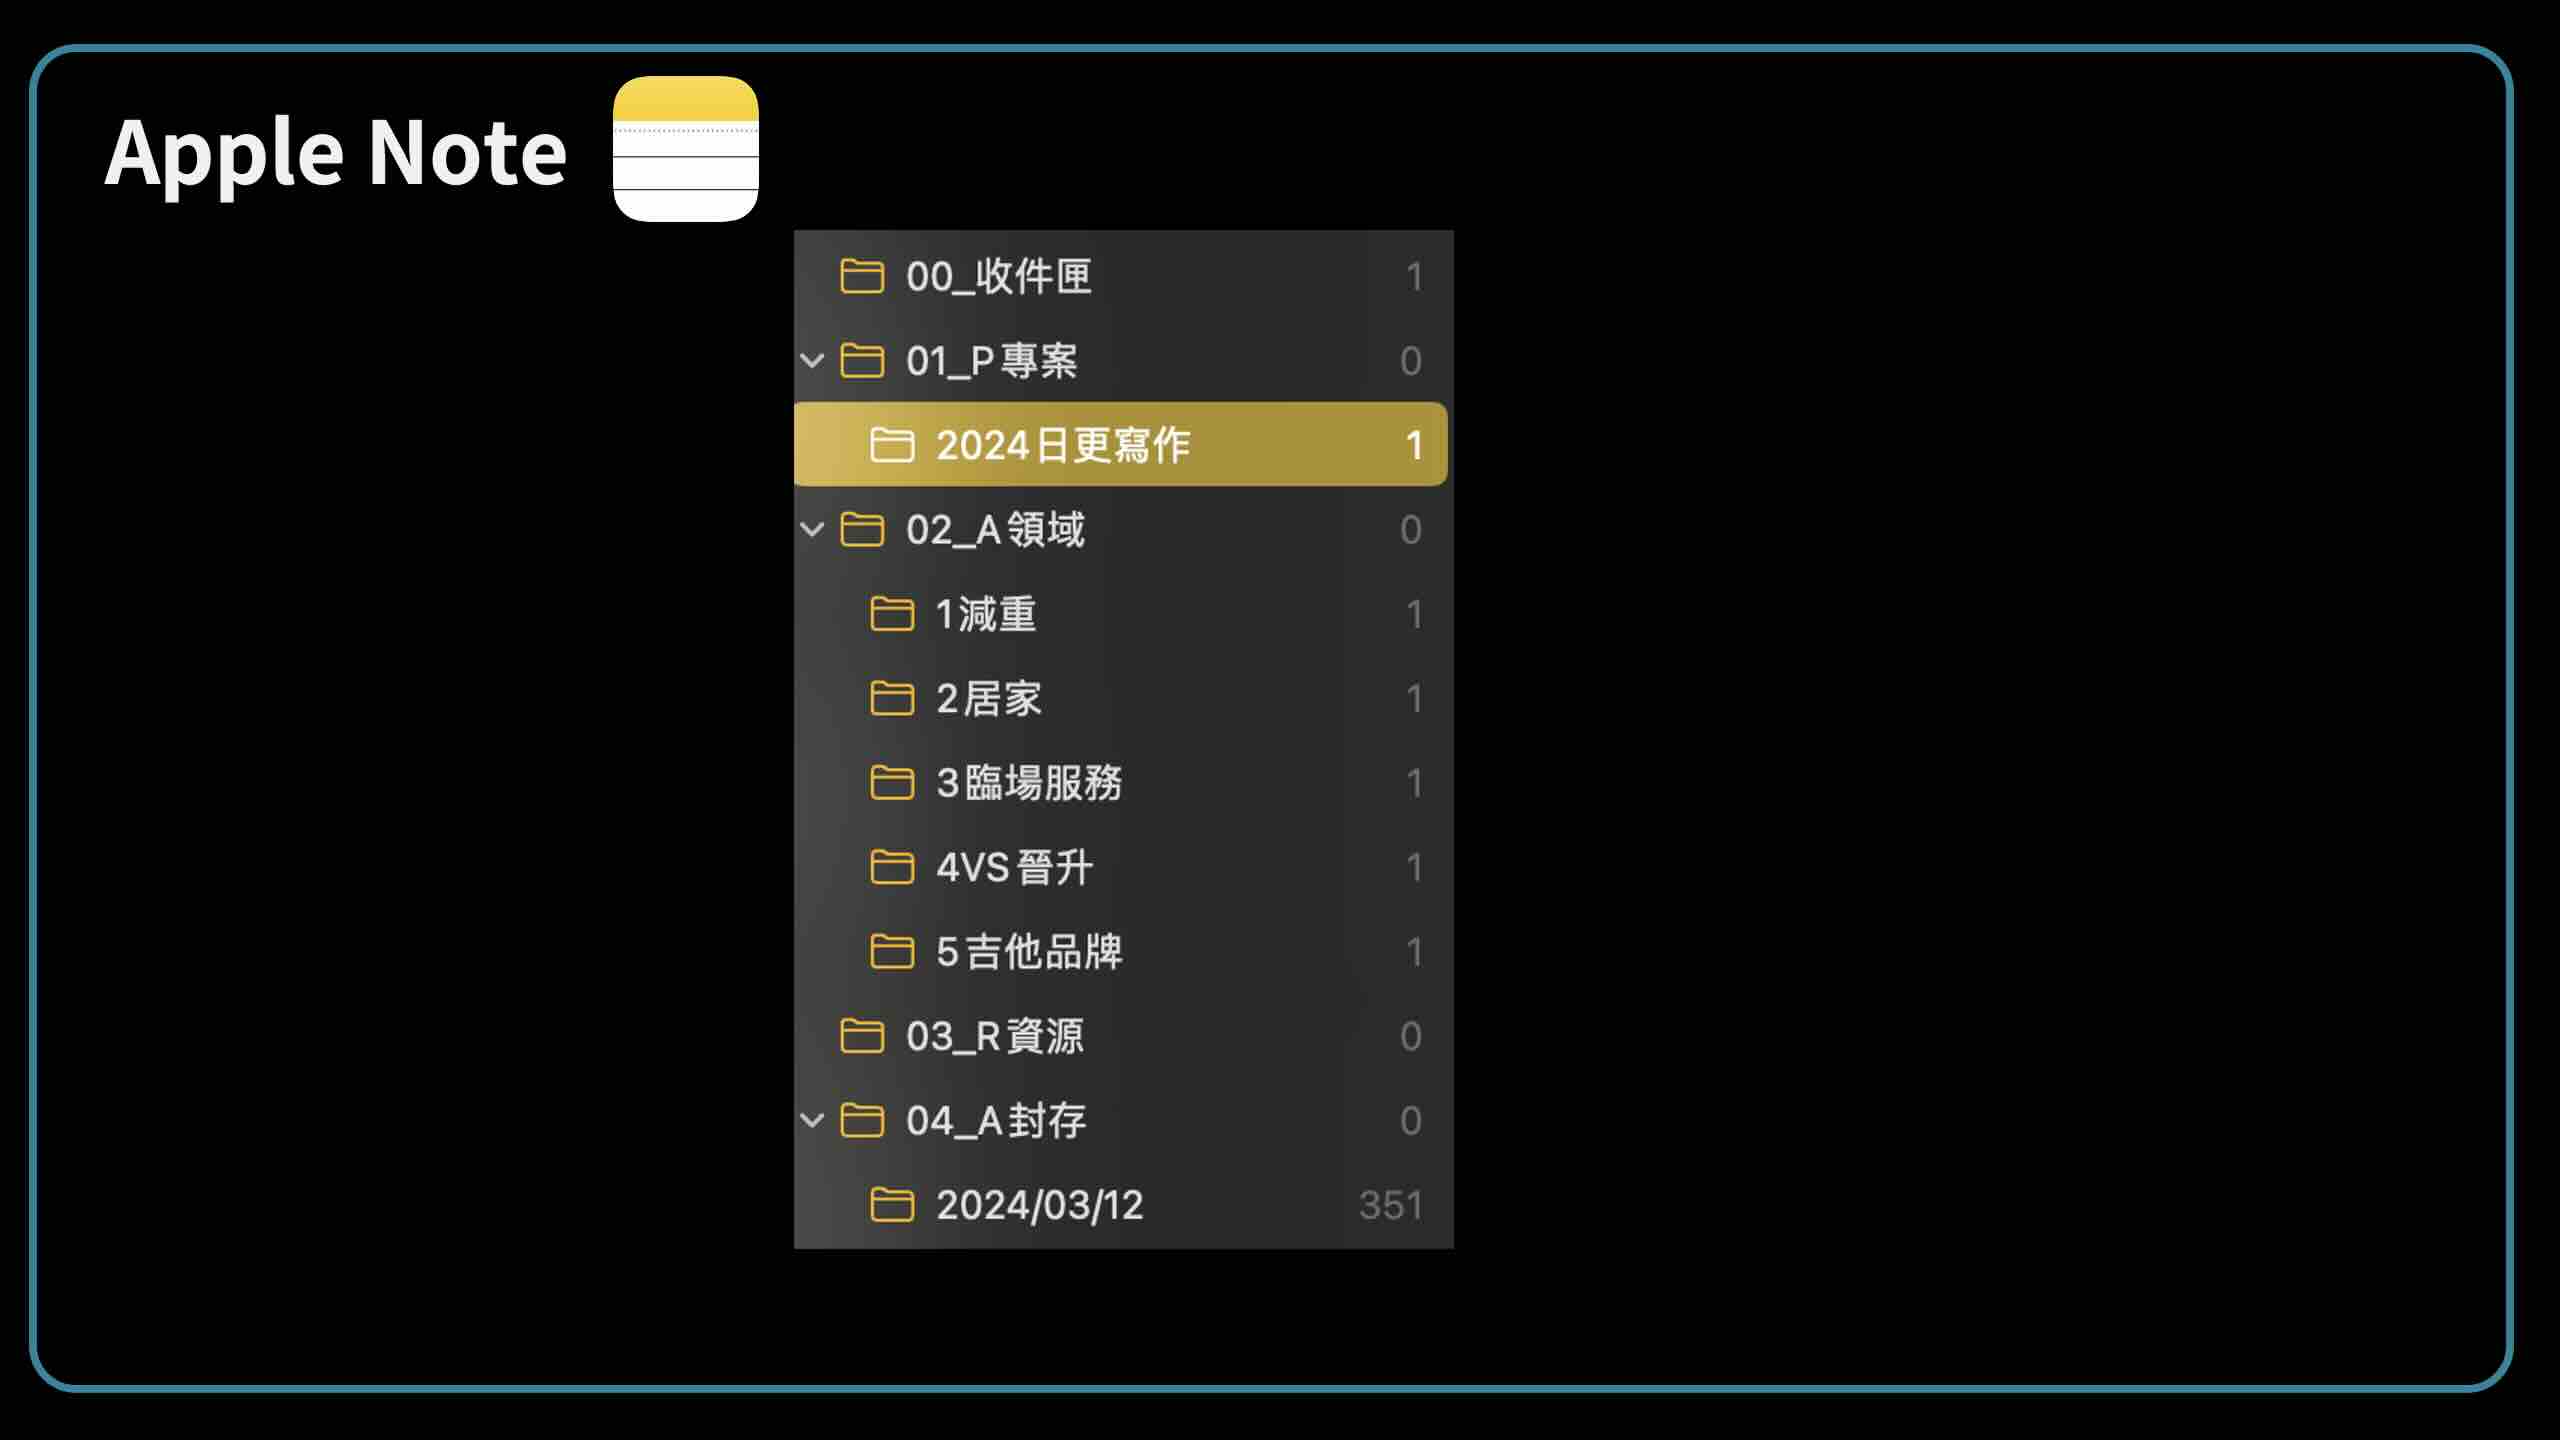 Apple Note
00_收件匣 1
01_P專案 0
2024日更寫作 1
02_A領域 0
1減重 1
2居家 1
3臨場服務 1
4VS晉升 1
5吉他品牌 1
03_R資源 0
04_A封存 0
2024/03/12 351